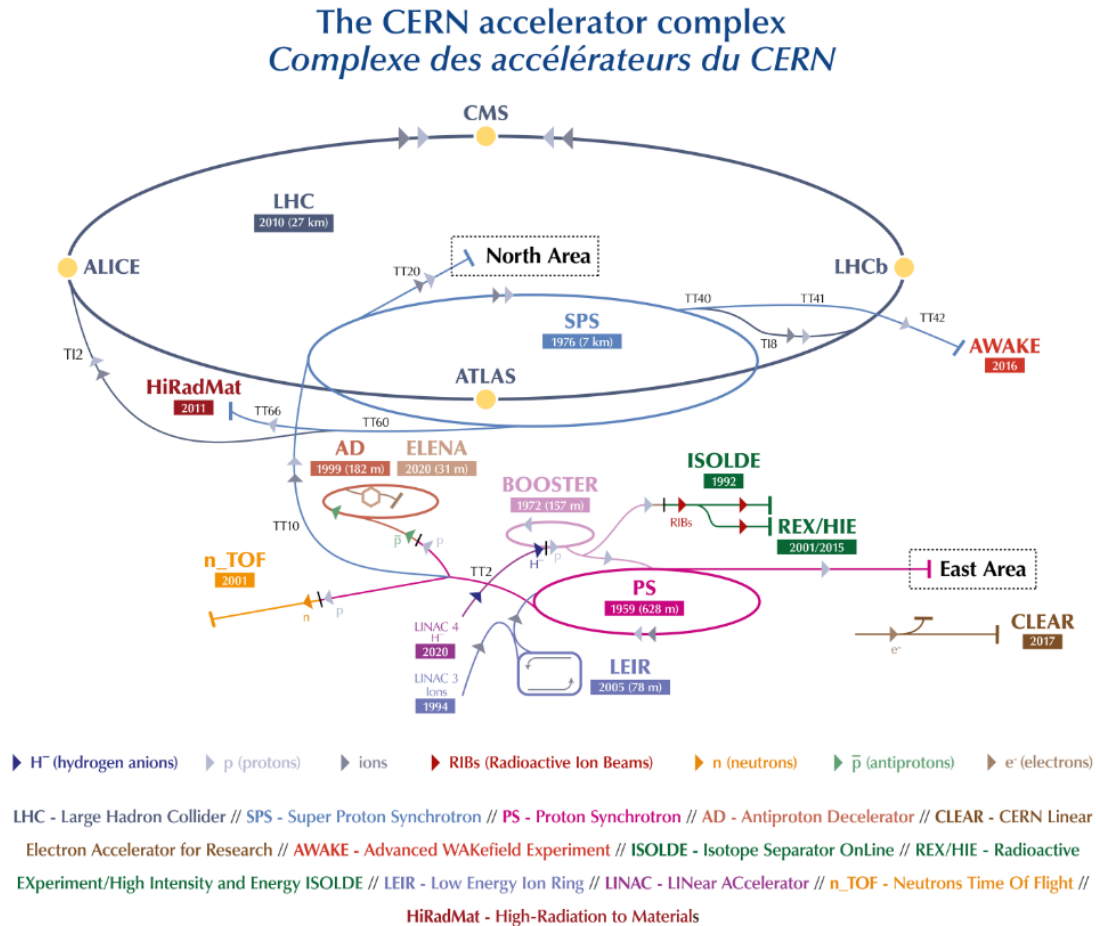 The CERN accelerator complex
Complexe des accélérateurs du CERN
CMS
LHC
2010 (27 km)
North Area
TT20
ALICE
LHCb
TT40
TT41
SPS
1976 (7 km)
TT42
TI8
AWAKE
2016
TI2
ATLAS
HiRadMat
2011
TT66
TT60
AD
1999 (182 m)
ELENA
2020 (31 m)
ISOLDE
1992
BOOSTER
1972 (157 m)
RIBs
REX/HIE
2001/2015
TT10
p̅
p
H⁻
p
n_TOF
2001
TT2
East Area
PS
1959 (628 m)
n
p
LINAC 4
H⁻
2020
CLEAR
2017
e⁻
LEIR
2005 (78 m)
LINAC 3
Ions
1994
H⁻ (hydrogen anions)
p (protons)
ions
RIBs (Radioactive Ion Beams)
n (neutrons)
p̅ (antiprotons)
e⁻ (electrons)
LHC - Large Hadron Collider // SPS - Super Proton Synchrotron // PS - Proton Synchrotron // AD - Antiproton Decelerator // CLEAR - CERN Linear
Electron Accelerator for Research // AWAKE - Advanced WAKefield Experiment // ISOLDE - Isotope Separator OnLine // REX/HIE - Radioactive
EXperiment/High Intensity and Energy ISOLDE // LEIR - Low Energy Ion Ring // LINAC - LINear ACcelerator // n_TOF - Neutrons Time Of Flight //
HiRadMat - High-Radiation to Materials